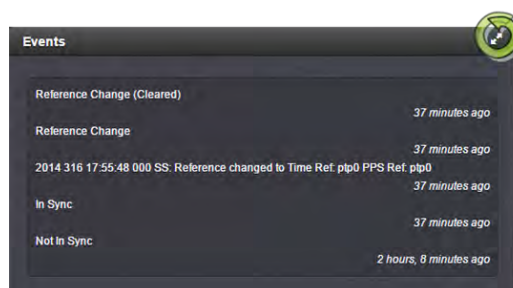 Events
Reference Change (Cleared)
37 minutes ago
Reference Change
37 minutes ago
2014 316 17:55:48 000 SS: Reference changed to Time Ref: ptp0 PPS Ref: ptp0
37 minutes ago
In Sync
37 minutes ago
Not In Sync
2 hours, 8 minutes ago